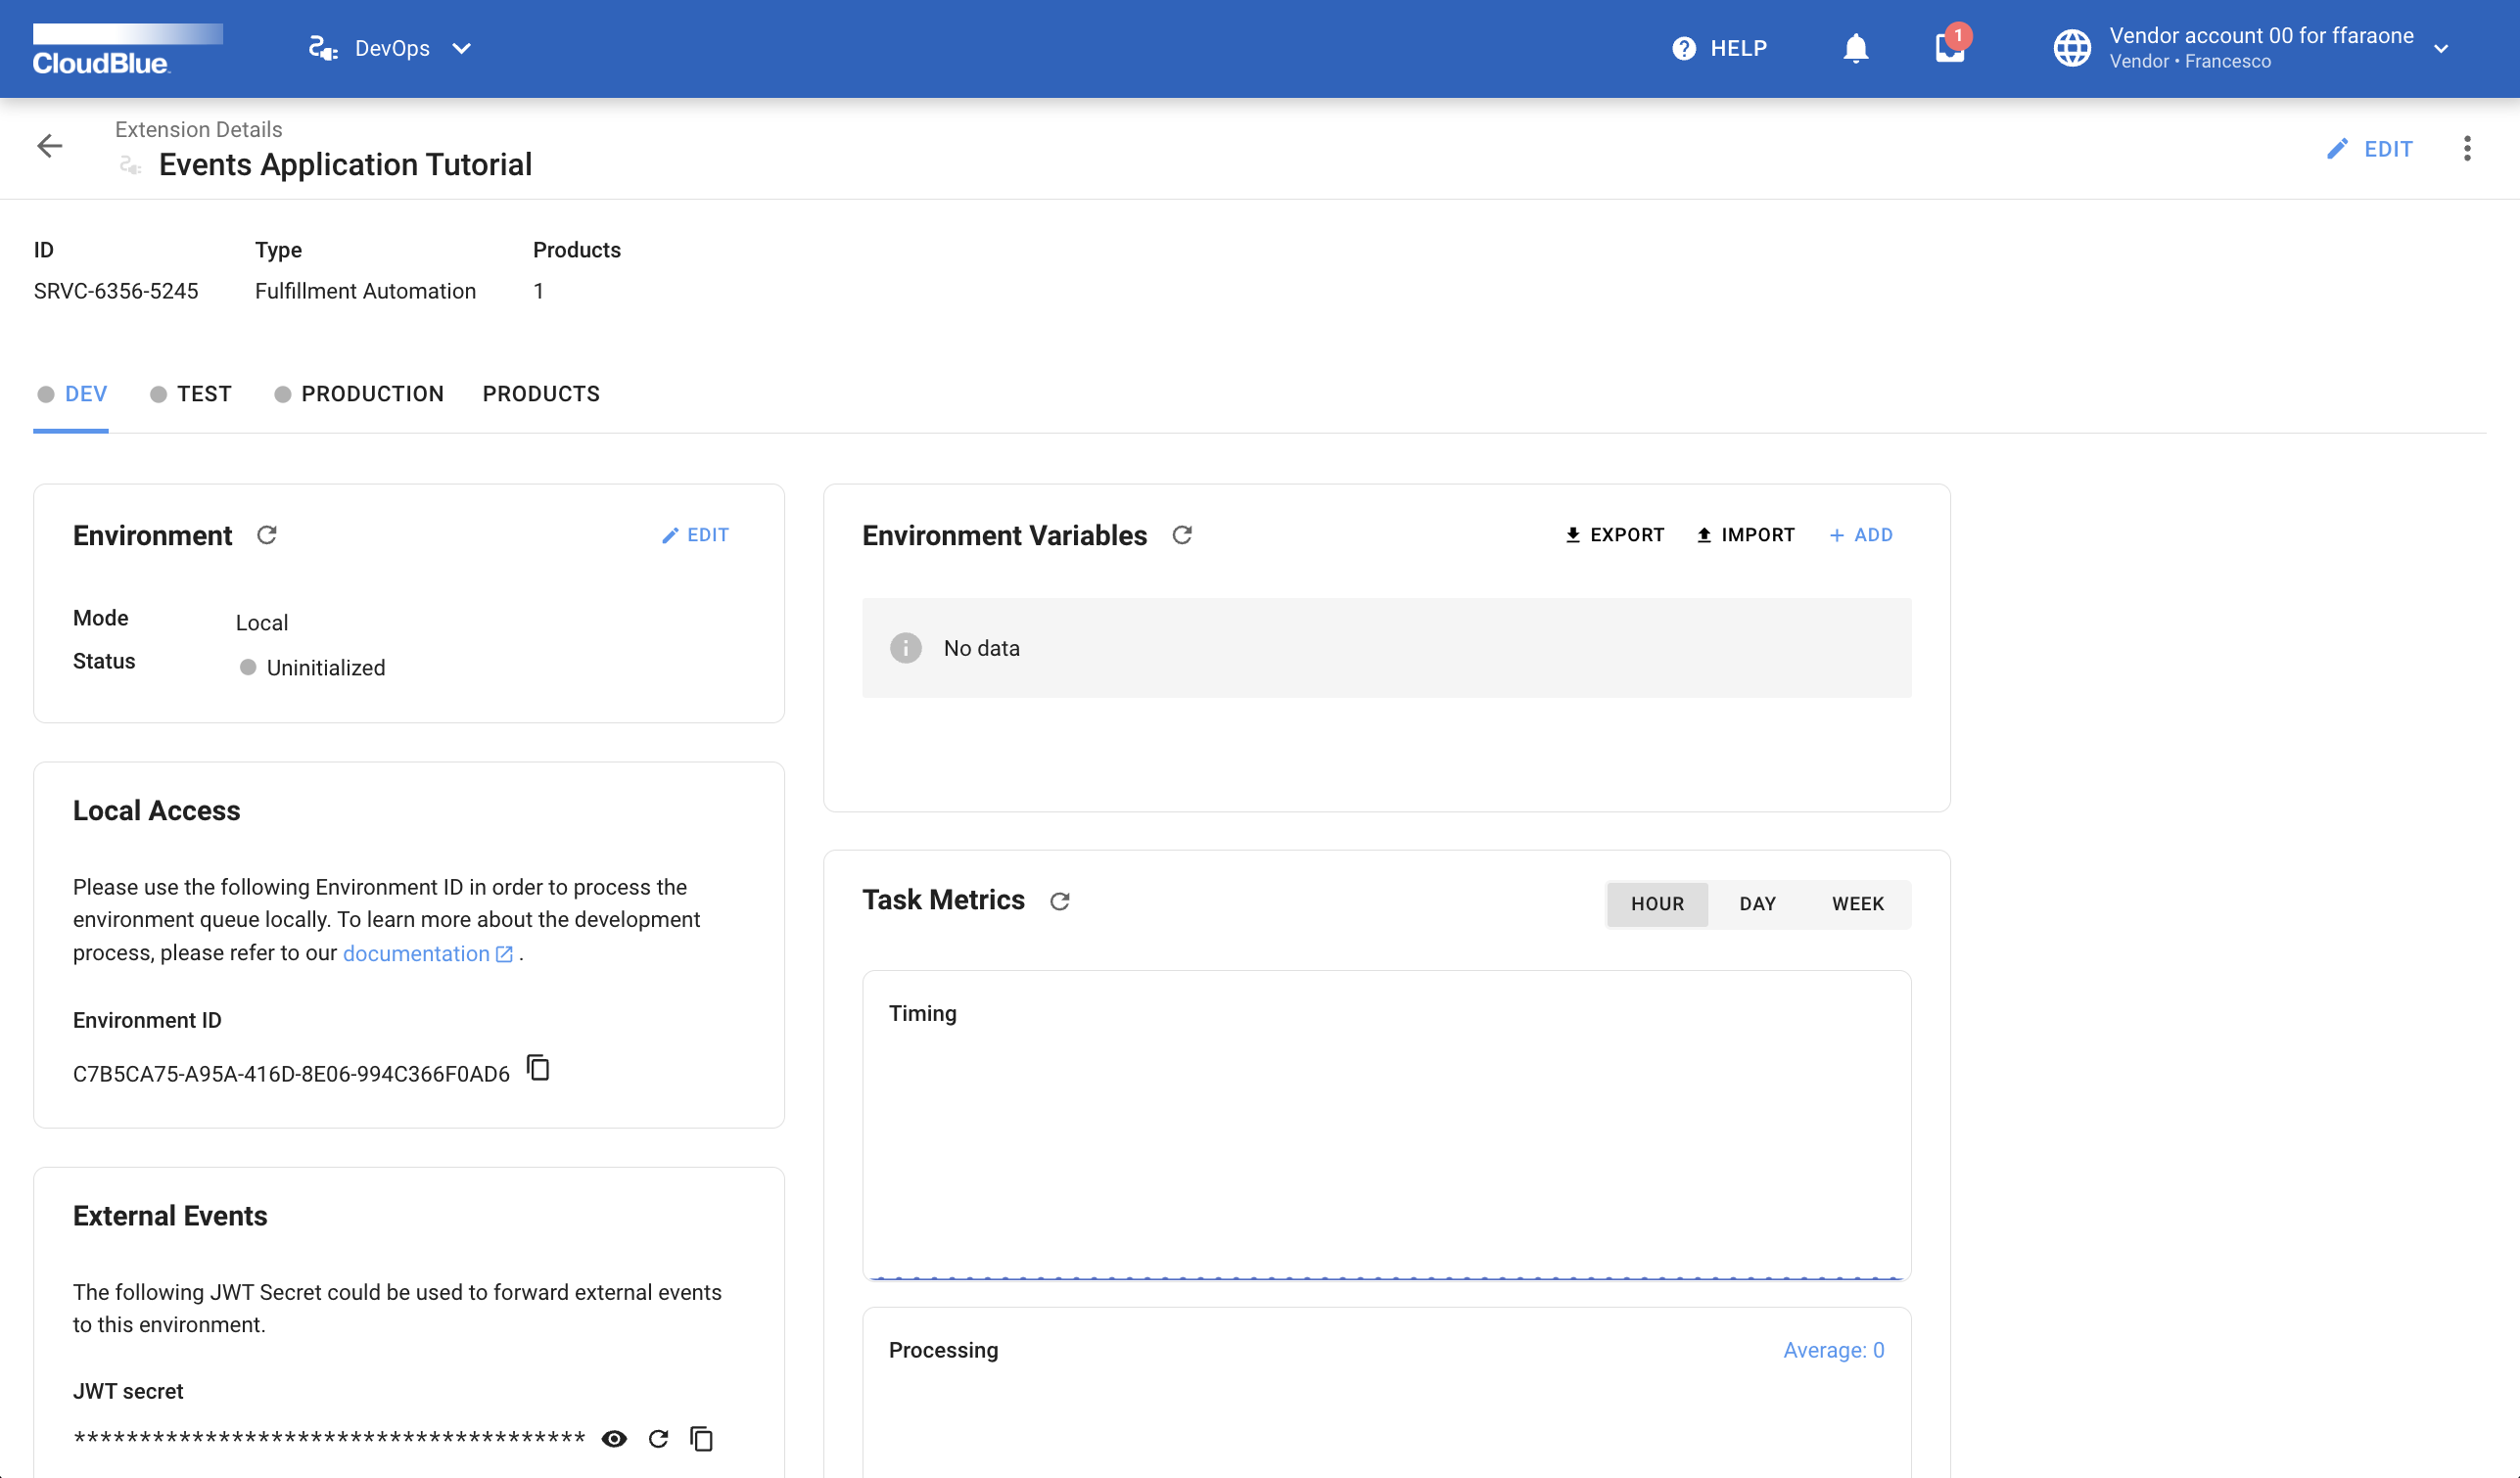 CloudBlue
DevOps
HELP
1
Vendor account 00 for ffaraone
Vendor • Francesco
Extension Details
Events Application Tutorial
EDIT
ID
Type
Products
SRVC-6356-5245
Fulfillment Automation
1
DEV
TEST
PRODUCTION
PRODUCTS
Environment
EDIT
Mode
Local
Status
Uninitialized
Local Access
Please use the following Environment ID in order to process the
environment queue locally. To learn more about the development
process, please refer to our documentation .
Environment ID
C7B5CA75-A95A-416D-8E06-994C366F0AD6
External Events
The following JWT Secret could be used to forward external events
to this environment.
JWT secret
***************************************
Environment Variables
EXPORT
IMPORT
+ ADD
No data
Task Metrics
HOUR
DAY
WEEK
Timing
Processing
Average: 0